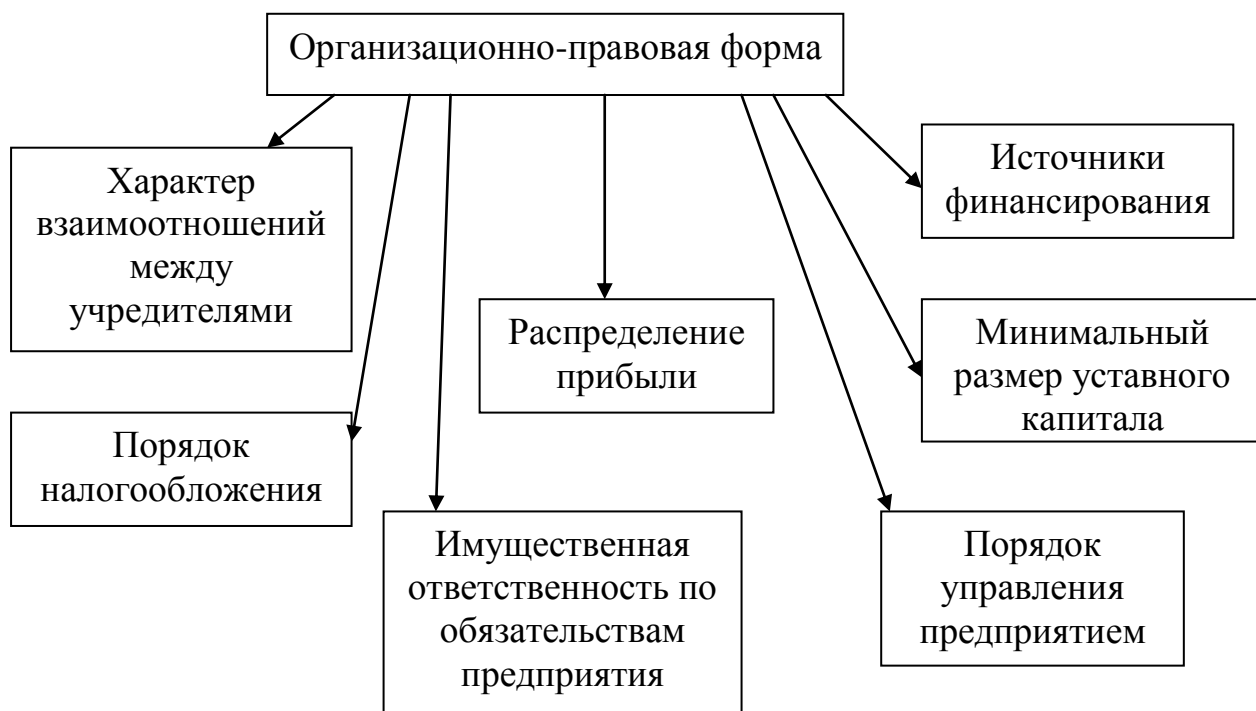 Организационно-правовая форма
Характер
взаимоотношений
между
учредителями
Источники
финансирования
Распределение
прибыли
Минимальный
размер уставного
капитала
Порядок
налогообложения
Имущественная
ответственность по
обязательствам
предприятия
Порядок
управления
предприятием